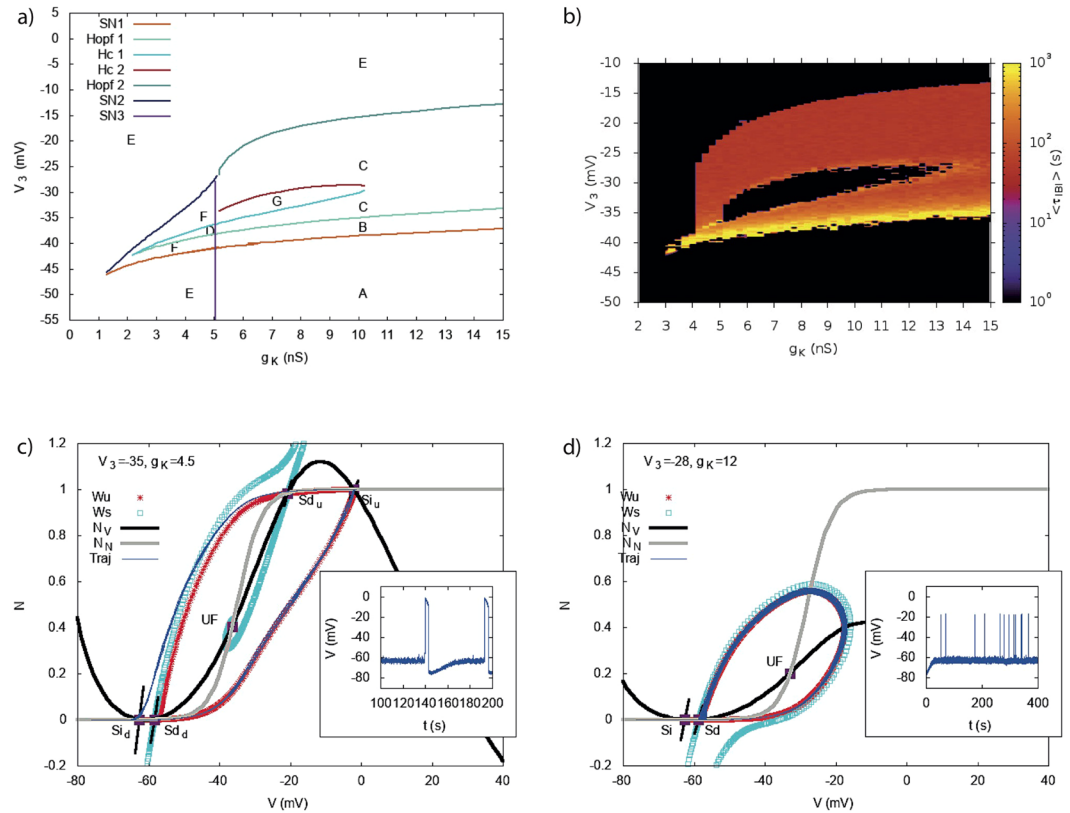 a)
SN1
Hopf 1
Hc 1
Hc 2
Hopf 2
SN2
SN3
5
0
-5
-10
-15
-20
-25
-30
-35
-40
-45
-50
-55
V3 (mV)
E
E
C
G
F
C
D
B
F
E
A
0 1 2 3 4 5 6 7 8 9 10 11 12 13 14 15
gK (nS)
b)
-10
-15
-20
-25
-30
-35
-40
-45
-50
V3 (mV)
2 3 4 5 6 7 8 9 10 11 12 13 14 15
gK (nS)
10³
10²
10¹
10⁰
<τIBI> (s)
c)
V3=-35, gK=4.5
Wu
Ws
NV
NN
Traj
1.2
1
0.8
0.6
0.4
0.2
0
-0.2
N
Sdu
Siu
UF
Sid
Sdd
0
-20
-40
-60
-80
V (mV)
100 120 140 160 180 200
t (s)
-80 -60 -40 -20 0 20 40
V (mV)
d)
V3=-28, gK=12
Wu
Ws
NV
NN
Traj
1.2
1
0.8
0.6
0.4
0.2
0
-0.2
N
UF
Si
Sd
0
-20
-40
-60
-80
V (mV)
0 200 400
t (s)
-80 -60 -40 -20 0 20 40
V (mV)